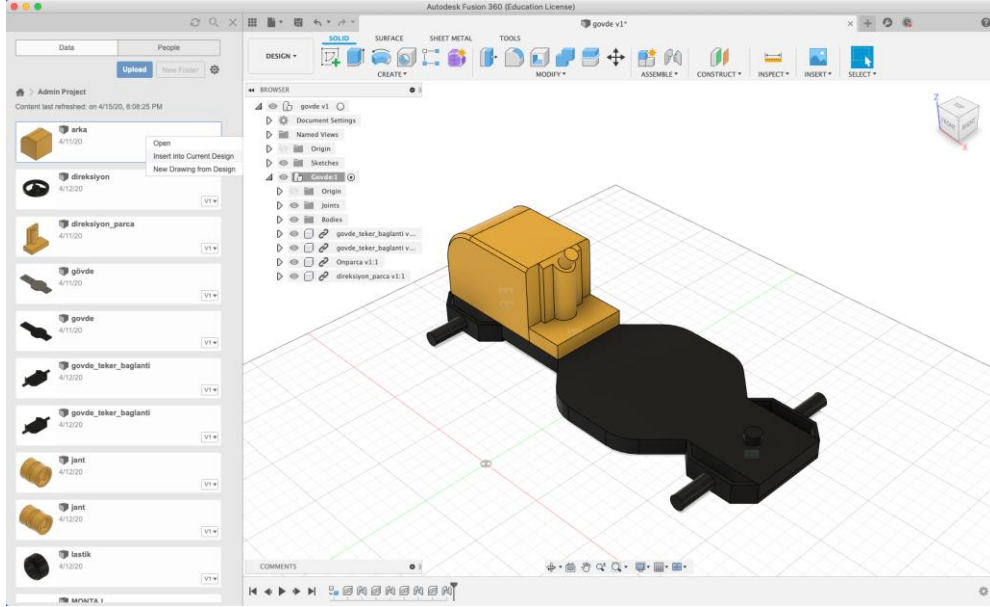 Autodesk Fusion 360 (Education License)
govde v1*
Data People
Upload New Folder
Admin Project
Content last refreshed: on 4/15/20, 8:08:25 PM
arka
4/11/20
Open
Insert into Current Design
New Drawing from Design
direksiyon
4/12/20
V1
direksiyon_parca
4/11/20
V1
gövde
4/11/20
V1
govde
4/11/20
V1
govde_teker_baglanti
4/12/20
V1
govde_teker_baglanti
4/12/20
V1
jant
4/12/20
V1
jant
4/12/20
V1
lastik
4/12/20
V1
MONTAJ
DESIGN
SOLID SURFACE SHEET METAL TOOLS
CREATE MODIFY ASSEMBLE CONSTRUCT INSPECT INSERT SELECT
BROWSER
govde v1
Document Settings
Named Views
Origin
Sketches
Govde:1
Origin
Joints
Bodies
govde_teker_baglanti v...
govde_teker_baglanti v...
Onparca v1:1
direksiyon_parca v1:1
Z
TOP
FRONT RIGHT
X
COMMENTS